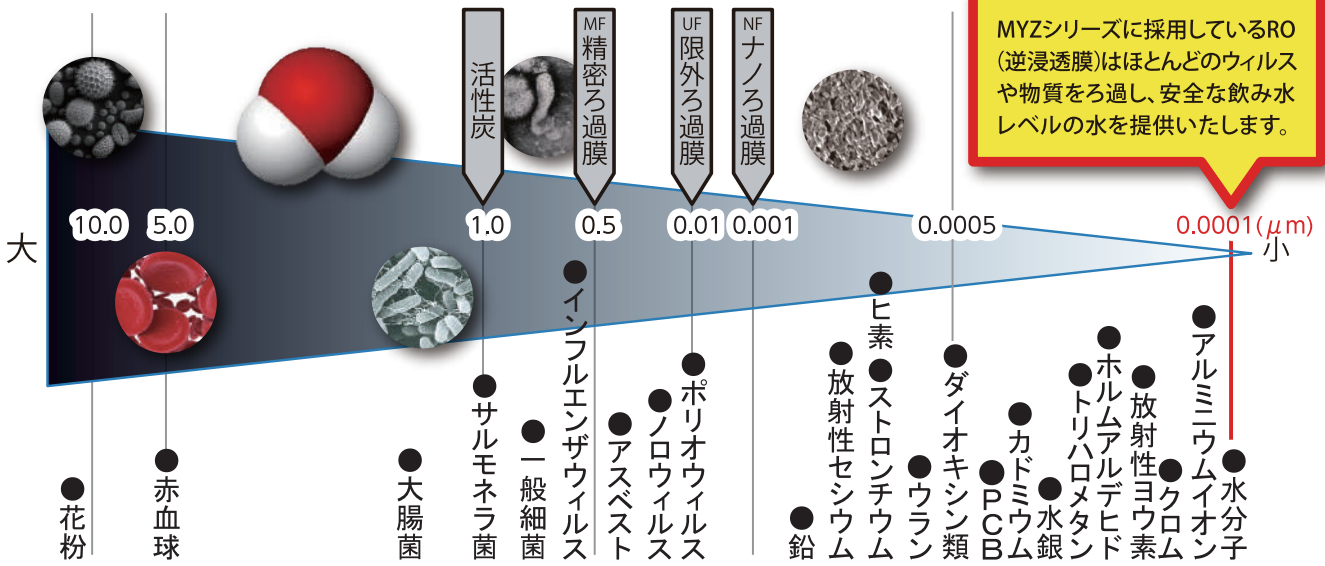 MYZシリーズに採用しているRO
(逆浸透膜)はほとんどのウィルス
や物質をろ過し、安全な飲み水
レベルの水を提供いたします。
活性炭
MF
精密ろ過膜
UF
限外ろ過膜
NF
ナノろ過膜
大
10.0
5.0
1.0
0.5
0.01
0.001
0.0005
0.0001(μm)
小
●花粉
●赤血球
●大腸菌
●サルモネラ菌
●一般細菌
●インフルエンザウィルス
●アスベスト
●ノロウィルス
●ポリオウィルス
●鉛
●放射性セシウム
●ヒ素
●ストロンチウム
●ウラン
●ダイオキシン類
●PCB
●カドミウム
●水銀
●トリハロメタン
●ホルムアルデヒド
●放射性ヨウ素
●クロム
●アルミニウムイオン
●水分子